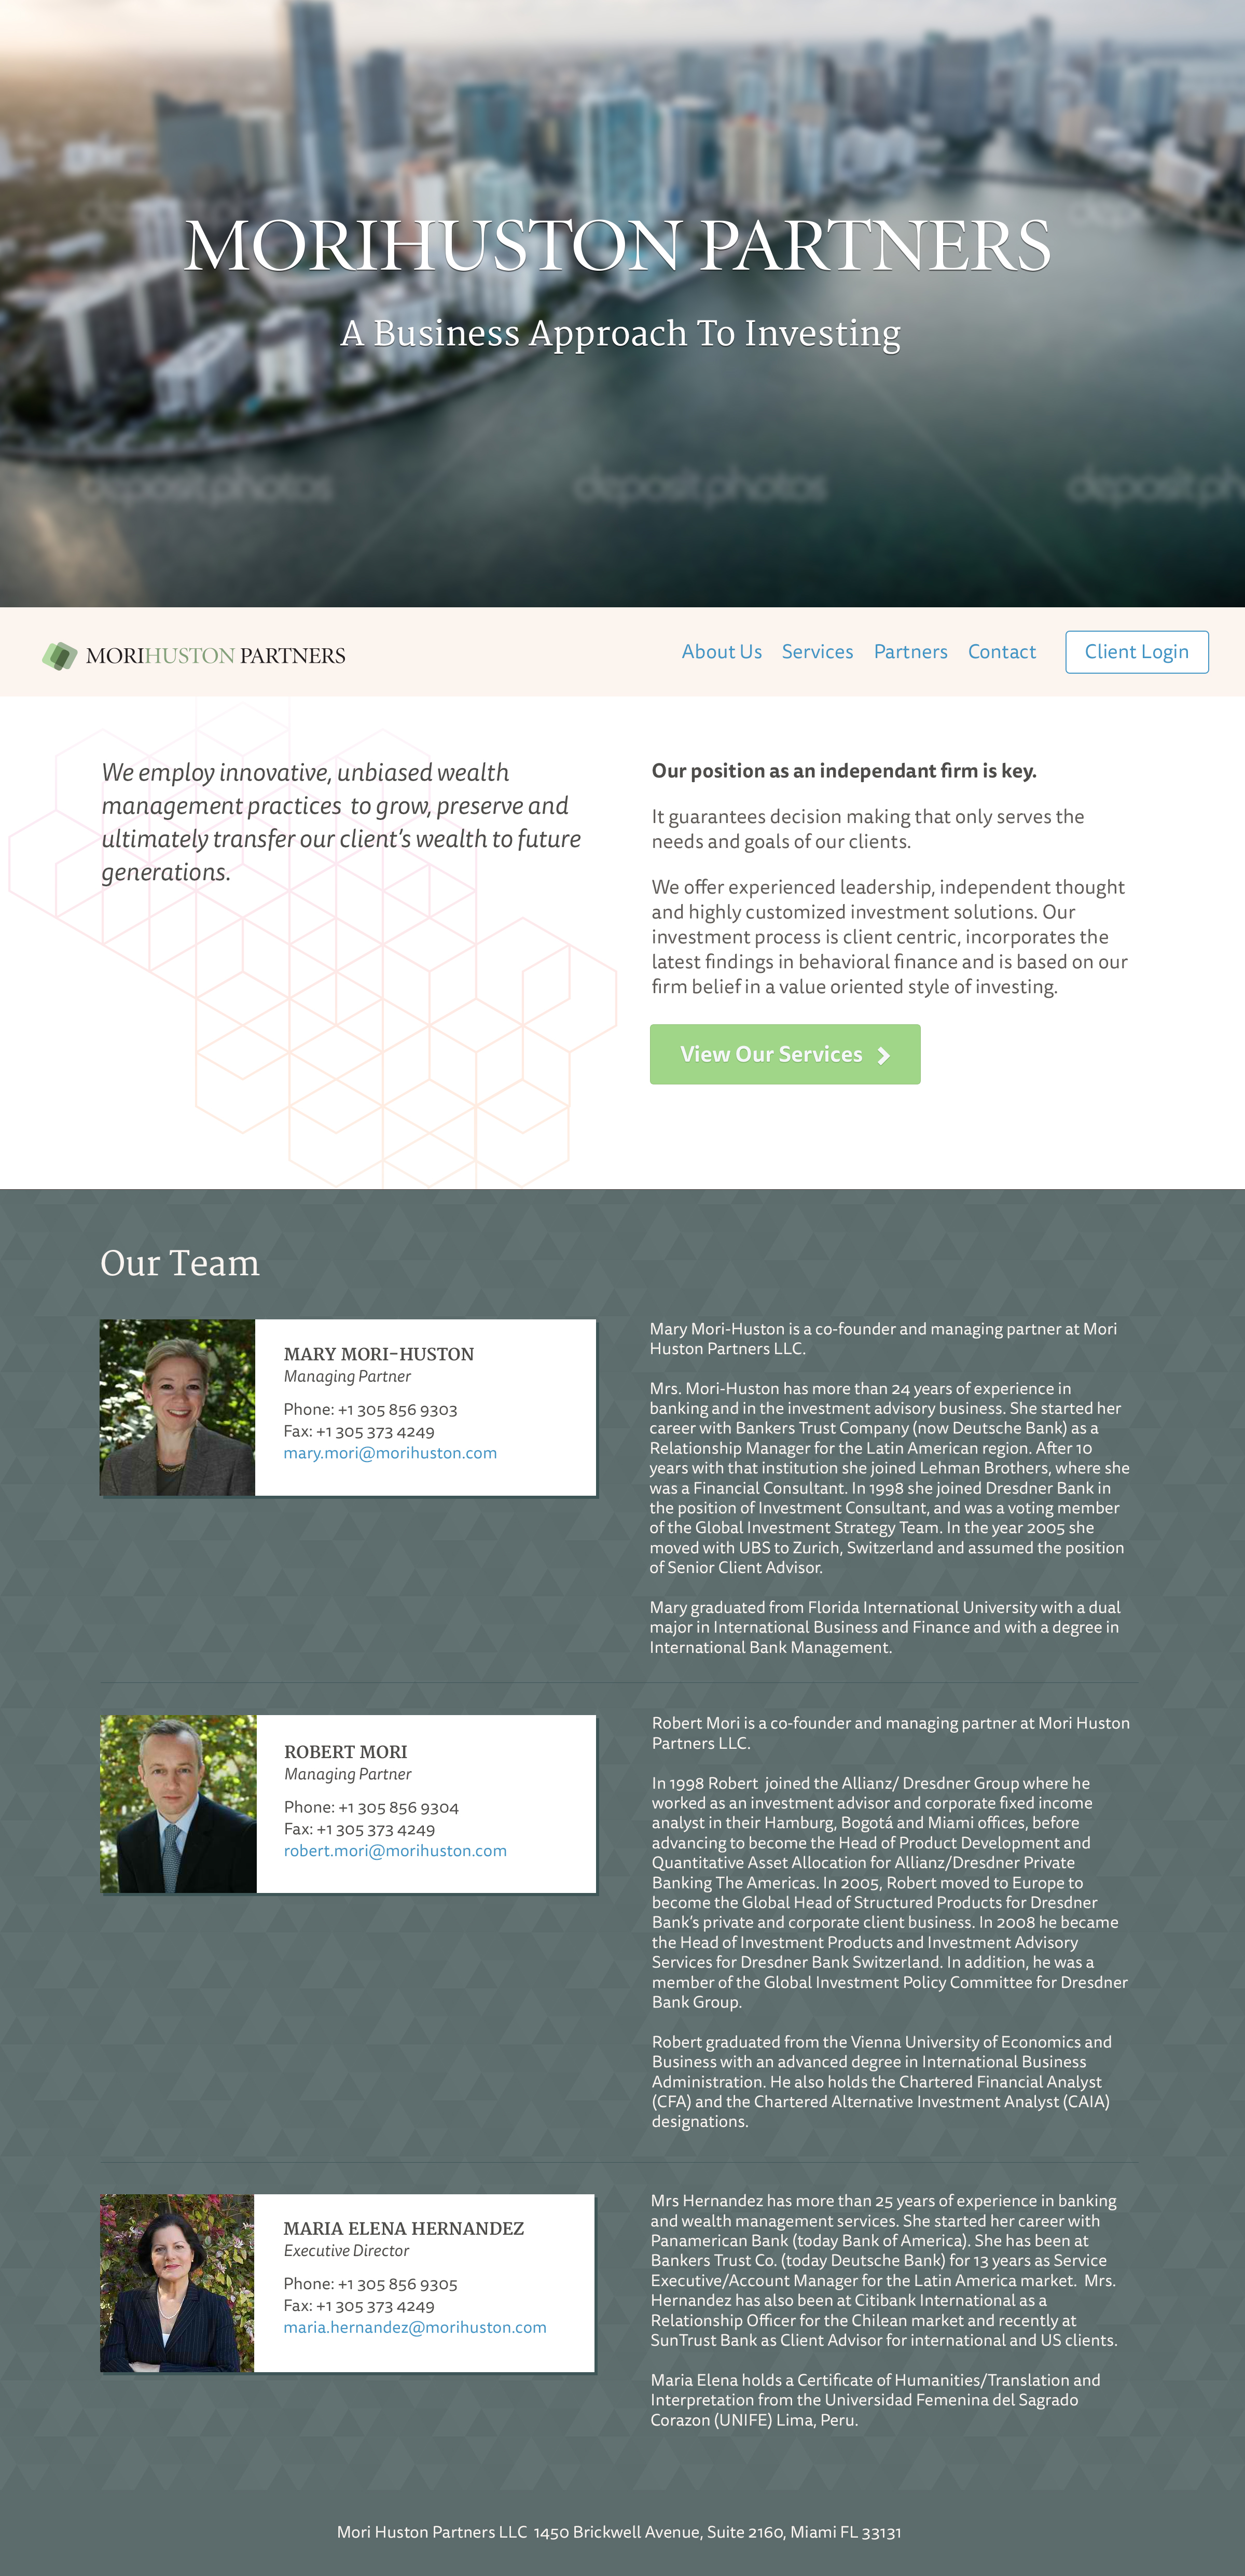 MORIHUSTON PARTNERS
A Business Approach To Investing
depositphotos depositphotos
MORIHUSTON PARTNERS
About Us Services Partners Contact Client Login
We employ innovative, unbiased wealth
management practices  to grow, preserve and
ultimately transfer our client’s wealth to future
generations.
Our position as an independant firm is key.
It guarantees decision making that only serves the
needs and goals of our clients.
We offer experienced leadership, independent thought
and highly customized investment solutions. Our
investment process is client centric, incorporates the
latest findings in behavioral finance and is based on our
firm belief in a value oriented style of investing.
View Our Services
Our Team
MARY MORI-HUSTON
Managing Partner
Phone: +1 305 856 9303
Fax: +1 305 373 4249
mary.mori@morihuston.com
Mary Mori-Huston is a co-founder and managing partner at Mori
Huston Partners LLC.
Mrs. Mori-Huston has more than 24 years of experience in
banking and in the investment advisory business. She started her
career with Bankers Trust Company (now Deutsche Bank) as a
Relationship Manager for the Latin American region. After 10
years with that institution she joined Lehman Brothers, where she
was a Financial Consultant. In 1998 she joined Dresdner Bank in
the position of Investment Consultant, and was a voting member
of the Global Investment Strategy Team. In the year 2005 she
moved with UBS to Zurich, Switzerland and assumed the position
of Senior Client Advisor.
Mary graduated from Florida International University with a dual
major in International Business and Finance and with a degree in
International Bank Management.
ROBERT MORI
Managing Partner
Phone: +1 305 856 9304
Fax: +1 305 373 4249
robert.mori@morihuston.com
Robert Mori is a co-founder and managing partner at Mori Huston
Partners LLC.
In 1998 Robert  joined the Allianz/ Dresdner Group where he
worked as an investment advisor and corporate fixed income
analyst in their Hamburg, Bogotá and Miami offices, before
advancing to become the Head of Product Development and
Quantitative Asset Allocation for Allianz/Dresdner Private
Banking The Americas. In 2005, Robert moved to Europe to
become the Global Head of Structured Products for Dresdner
Bank’s private and corporate client business. In 2008 he became
the Head of Investment Products and Investment Advisory
Services for Dresdner Bank Switzerland. In addition, he was a
member of the Global Investment Policy Committee for Dresdner
Bank Group.
Robert graduated from the Vienna University of Economics and
Business with an advanced degree in International Business
Administration. He also holds the Chartered Financial Analyst
(CFA) and the Chartered Alternative Investment Analyst (CAIA)
designations.
MARIA ELENA HERNANDEZ
Executive Director
Phone: +1 305 856 9305
Fax: +1 305 373 4249
maria.hernandez@morihuston.com
Mrs Hernandez has more than 25 years of experience in banking
and wealth management services. She started her career with
Panamerican Bank (today Bank of America). She has been at
Bankers Trust Co. (today Deutsche Bank) for 13 years as Service
Executive/Account Manager for the Latin America market.  Mrs.
Hernandez has also been at Citibank International as a
Relationship Officer for the Chilean market and recently at
SunTrust Bank as Client Advisor for international and US clients.
Maria Elena holds a Certificate of Humanities/Translation and
Interpretation from the Universidad Femenina del Sagrado
Corazon (UNIFE) Lima, Peru.
Mori Huston Partners LLC  1450 Brickwell Avenue, Suite 2160, Miami FL 33131